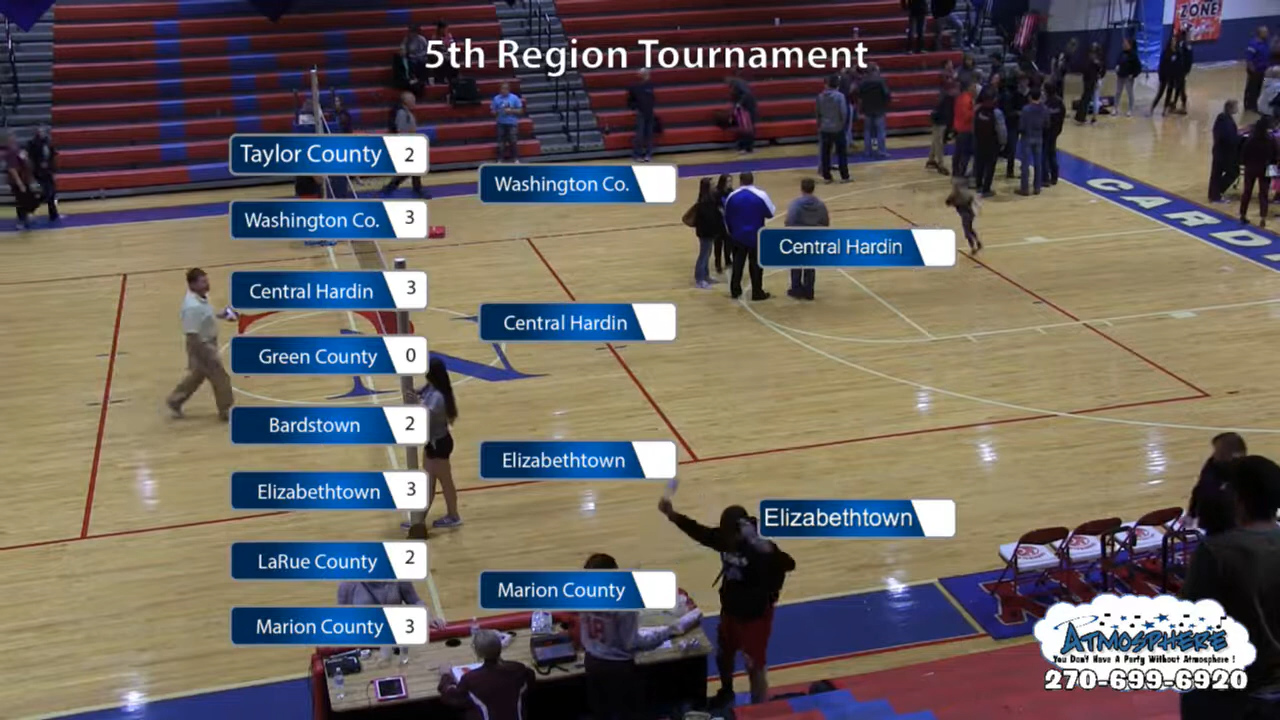 5th Region Tournament
Taylor County 2
Washington Co. 3
Central Hardin 3
Green County 0
Bardstown 2
Elizabethtown 3
LaRue County 2
Marion County 3
Washington Co.
Central Hardin
Elizabethtown
Marion County
Central Hardin
Elizabethtown
ZONE
CARD
ATMOSPHERE
You Don't Have A Party Without Atmosphere !
270-699-6920